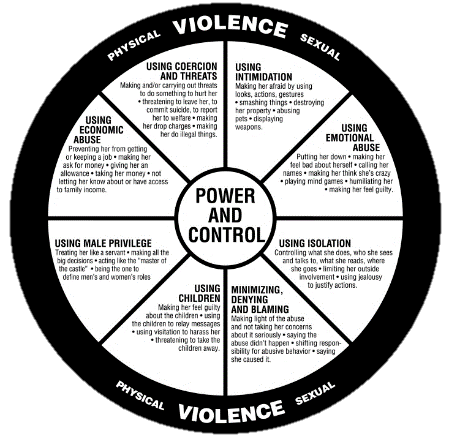 PHYSICAL VIOLENCE SEXUAL
USING COERCION
AND THREATS
Making and/or carrying out threats
to do something to hurt her
• threatening to leave her, to
commit suicide, to report
her to welfare • making
her drop charges • making
her do illegal things.
USING
INTIMIDATION
Making her afraid by using
looks, actions, gestures
• smashing things • destroying
her property • abusing
pets • displaying
weapons.
USING
EMOTIONAL
ABUSE
Putting her down • making her
feel bad about herself • calling her
names • making her think she's crazy
• playing mind games • humiliating her
• making her feel guilty.
USING ISOLATION
Controlling what she does, who she sees
and talks to, what she reads, where
she goes • limiting her outside
involvement • using jealousy
to justify actions.
MINIMIZING,
DENYING
AND BLAMING
Making light of the abuse
and not taking her concerns
about it seriously • saying the
abuse didn't happen • shifting respon-
sibility for abusive behavior • saying
she caused it.
USING
CHILDREN
Making her feel guilty
about the children • using
the children to relay messages
• using visitation to harass her
• threatening to take the
children away.
USING MALE PRIVILEGE
Treating her like a servant • making all the
big decisions • acting like the "master of
the castle" • being the one to
define men's and women's roles
USING
ECONOMIC
ABUSE
Preventing her from getting
or keeping a job • making her
ask for money • giving her an
allowance • taking her money • not
letting her know about or have access
to family income.
POWER
AND
CONTROL
PHYSICAL VIOLENCE SEXUAL